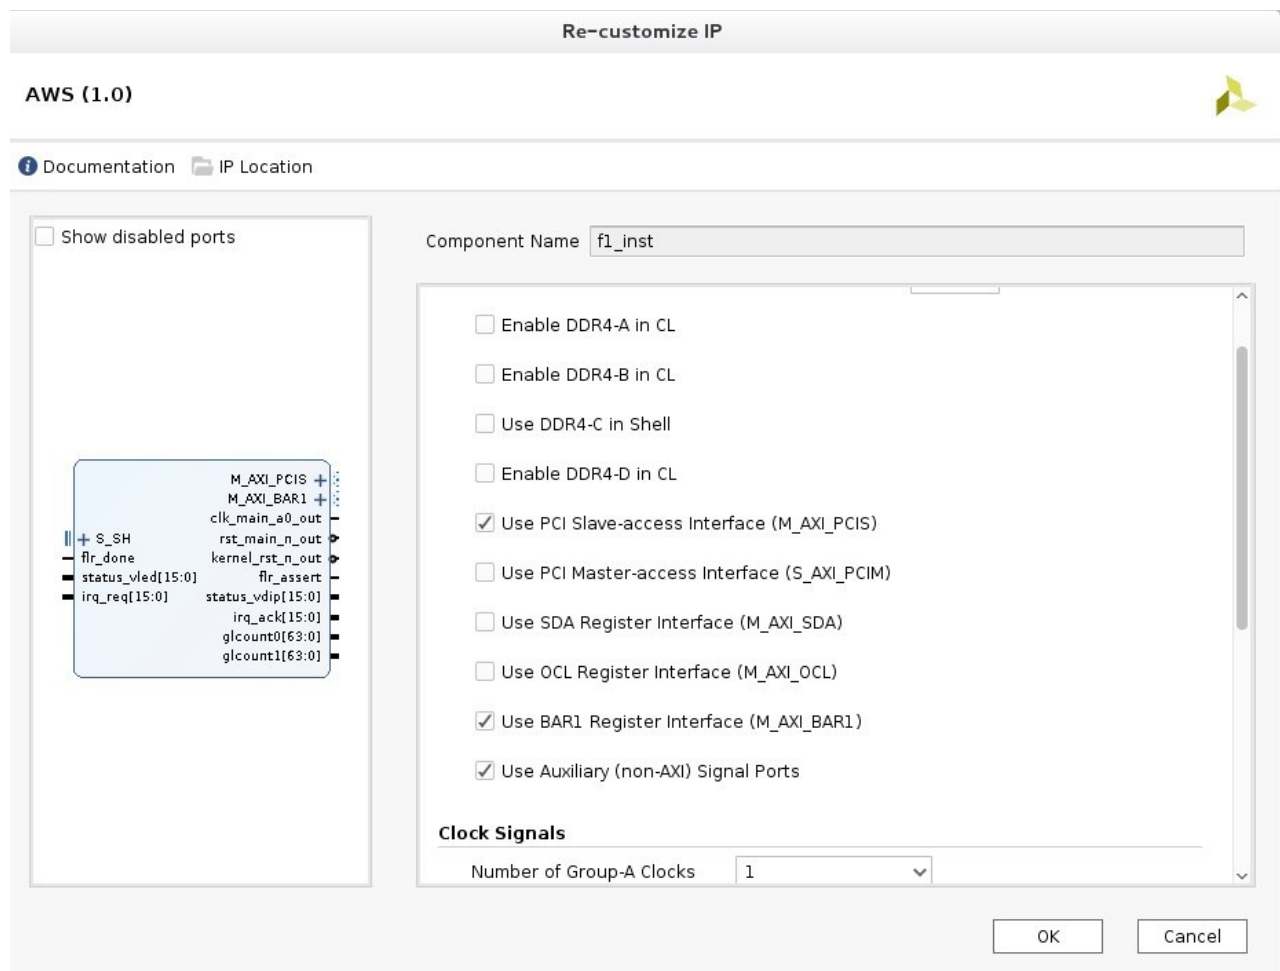 Re-customize IP
AWS (1.0)
Documentation IP Location
Show disabled ports
M_AXI_PCIS
M_AXI_BAR1
clk_main_a0_out
S_SH rst_main_n_out
flr_done kernel_rst_n_out
status_vled[15:0] flr_assert
irq_req[15:0] status_vdip[15:0]
irq_ack[15:0]
glcount0[63:0]
glcount1[63:0]
Component Name f1_inst
Enable DDR4-A in CL
Enable DDR4-B in CL
Use DDR4-C in Shell
Enable DDR4-D in CL
Use PCI Slave-access Interface (M_AXI_PCIS)
Use PCI Master-access Interface (S_AXI_PCIM)
Use SDA Register Interface (M_AXI_SDA)
Use OCL Register Interface (M_AXI_OCL)
Use BAR1 Register Interface (M_AXI_BAR1)
Use Auxiliary (non-AXI) Signal Ports
Clock Signals
Number of Group-A Clocks 1
OK Cancel